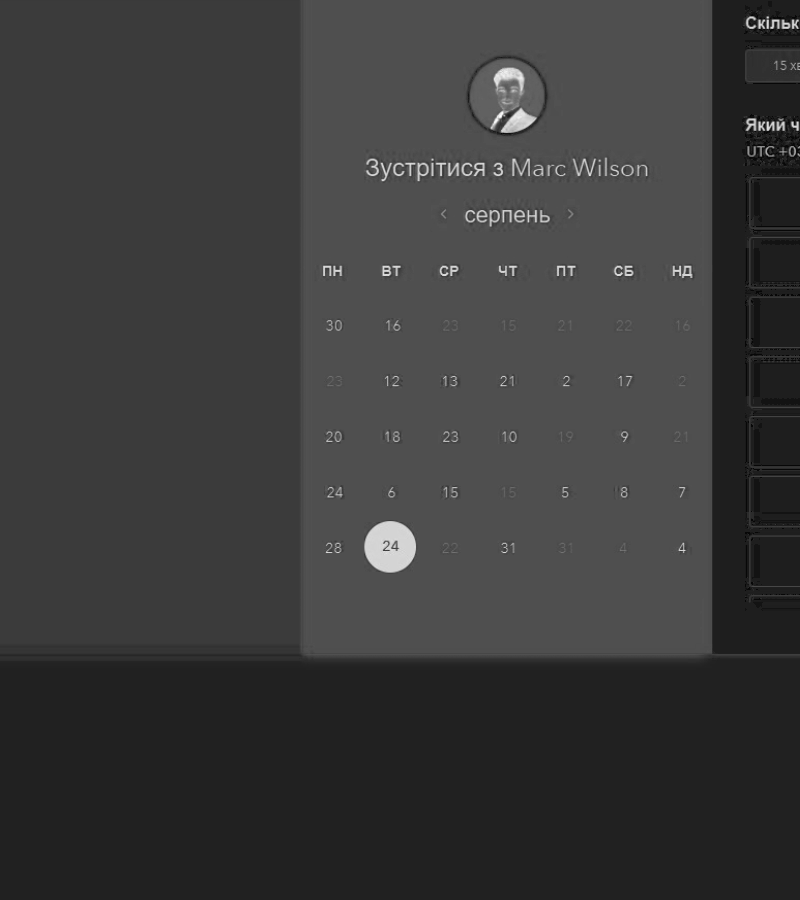 Зустрітися з Marc Wilson
‹ серпень ›
ПН ВТ СР ЧТ ПТ СБ НД
30 16 23 15 21 22 16
23 12 13 21 2 17 2
20 18 23 10 19 9 21
24 6 15 15 5 8 7
28 24 22 31 31 4 4
Скільк
15 хв
Який ч
UTC +03